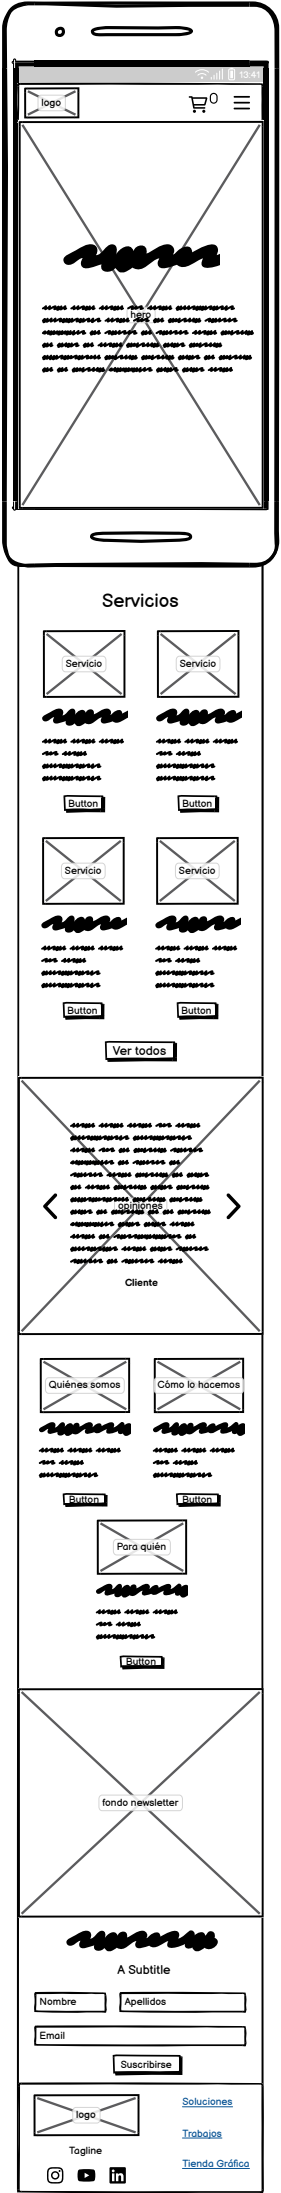 13:41
logo
0
hero
Servicios
Servicio
Servicio
Button
Button
Servicio
Servicio
Button
Button
Ver todos
opiniones
Cliente
Quiénes somos
Cómo lo hacemos
Button
Button
Para quién
Button
fondo newsletter
A Subtitle
Nombre
Apellidos
Email
Suscribirse
logo
Tagline
Soluciones
Trabajos
Tienda Gráfica